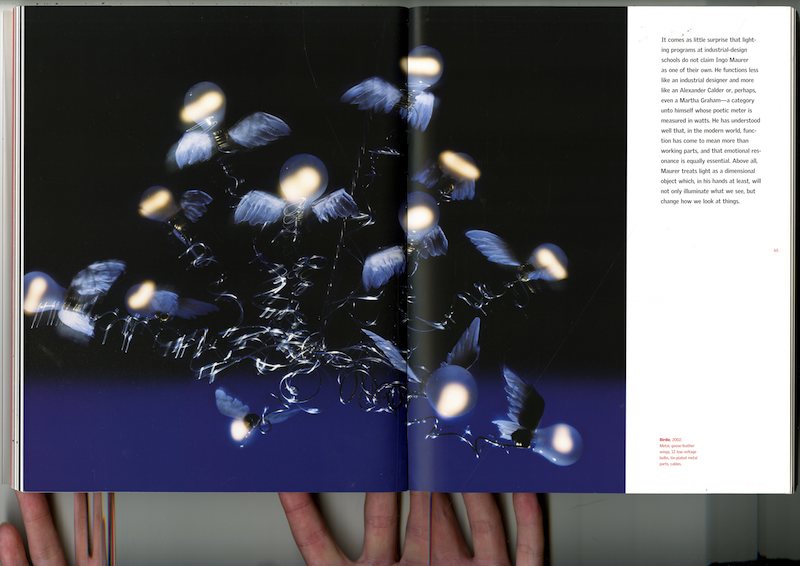 It comes as little surprise that light-
ing programs at industrial-design
schools do not claim Ingo Maurer
as one of their own. He functions less
like an industrial designer and more
like an Alexander Calder or, perhaps,
even a Martha Graham—a category
unto himself whose poetic meter is
measured in watts. He has understood
well that, in the modern world, func-
tion has come to mean more than
working parts, and that emotional res-
onance is equally essential. Above all,
Maurer treats light as a dimensional
object which, in his hands at least, will
not only illuminate what we see, but
change how we look at things.
Birdie, 2002
Metal, goose-feather
wings, 12 low-voltage
bulbs, tin-plated metal
parts, cables.